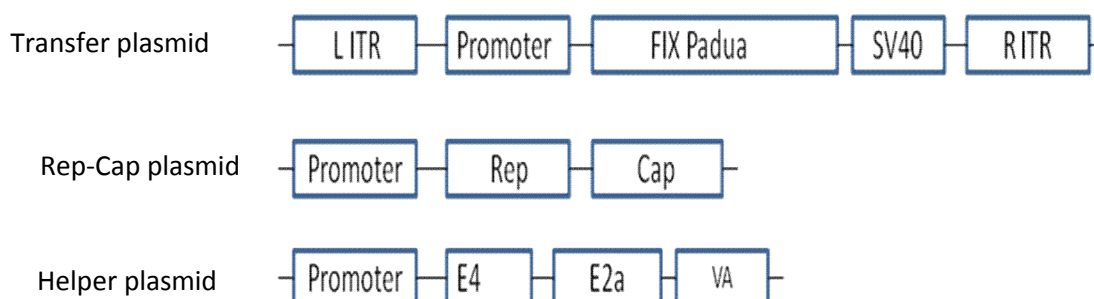 Transfer plasmid L ITR Promoter FIX Padua SV40 R ITR
Rep-Cap plasmid Promoter Rep Cap
Helper plasmid Promoter E4 E2a VA